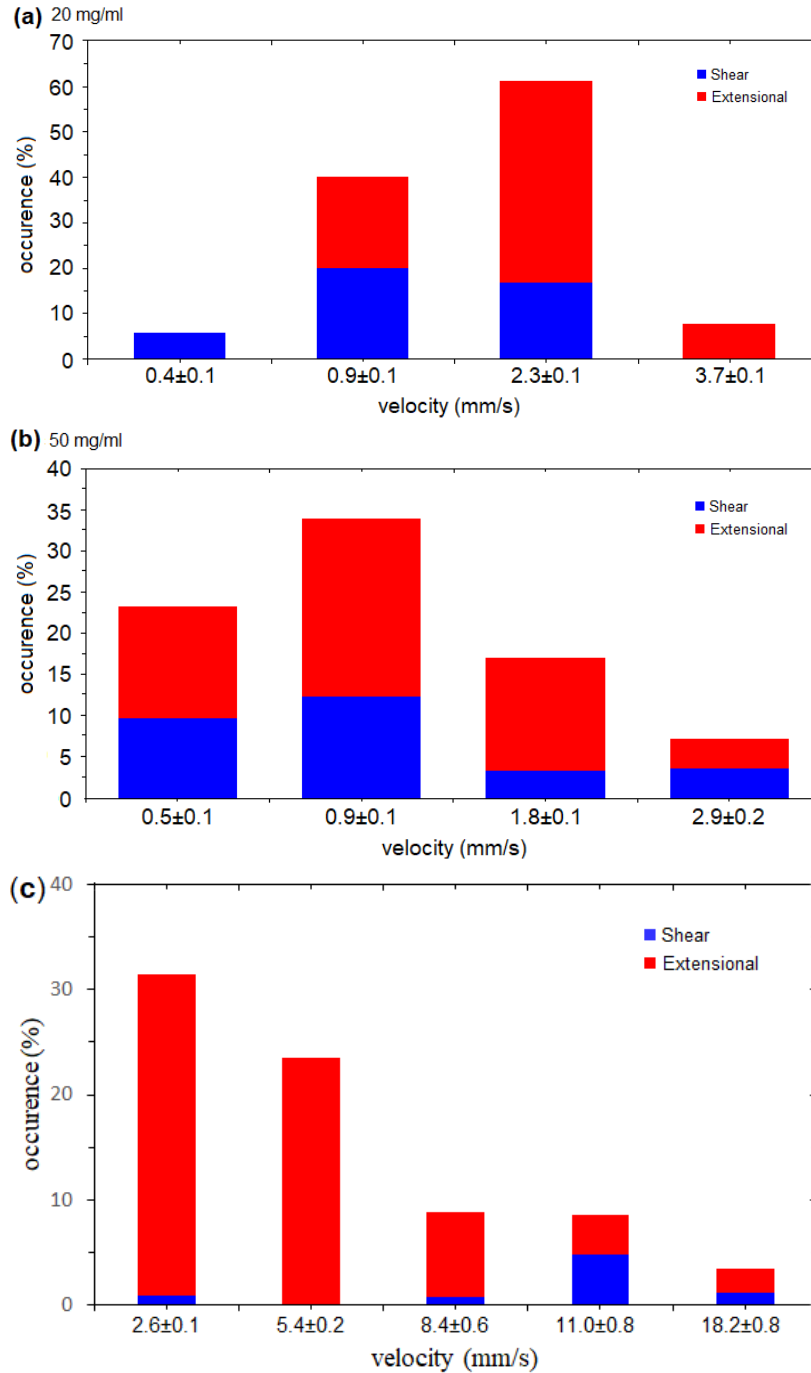 (a) 20 mg/ml
70
60
50
40
30
20
10
0
occurence (%)
Shear
Extensional
0.4±0.1 0.9±0.1 2.3±0.1 3.7±0.1
velocity (mm/s)
(b) 50 mg/ml
40
35
30
25
20
15
10
5
0
occurence (%)
Shear
Extensional
0.5±0.1 0.9±0.1 1.8±0.1 2.9±0.2
velocity (mm/s)
(c)
40
30
20
10
0
occurence (%)
Shear
Extensional
2.6±0.1 5.4±0.2 8.4±0.6 11.0±0.8 18.2±0.8
velocity (mm/s)